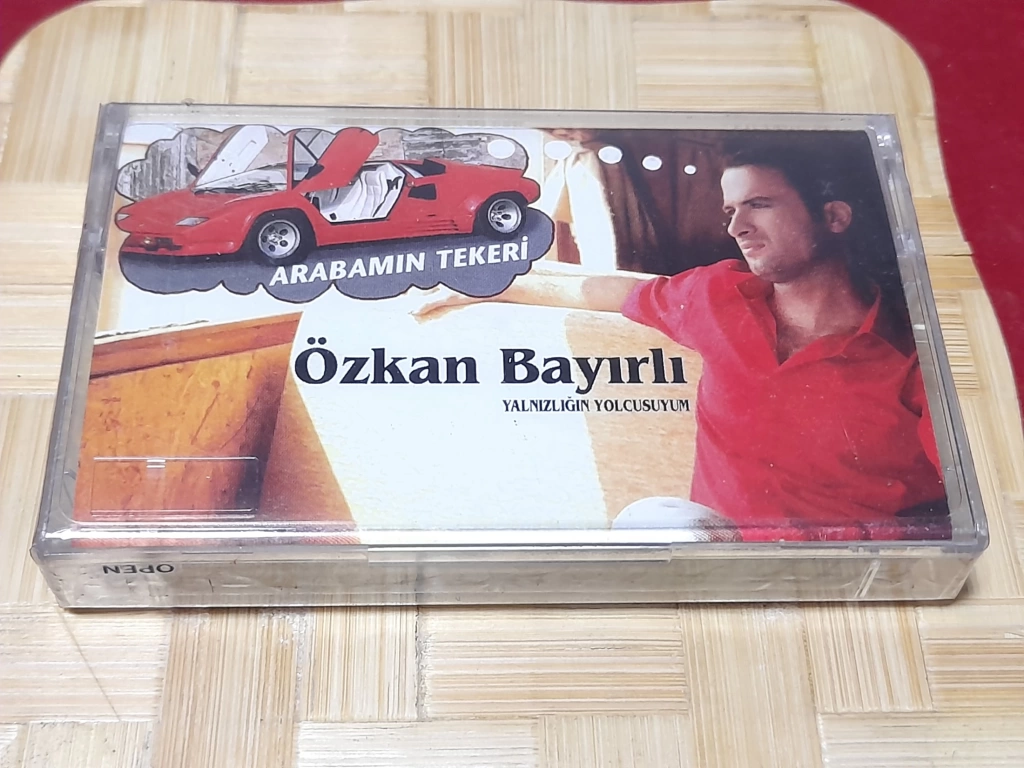 ARABAMIN TEKERİ
Özkan Bayırlı
YALNIZLIĞIN YOLCUSUYUM
OPEN